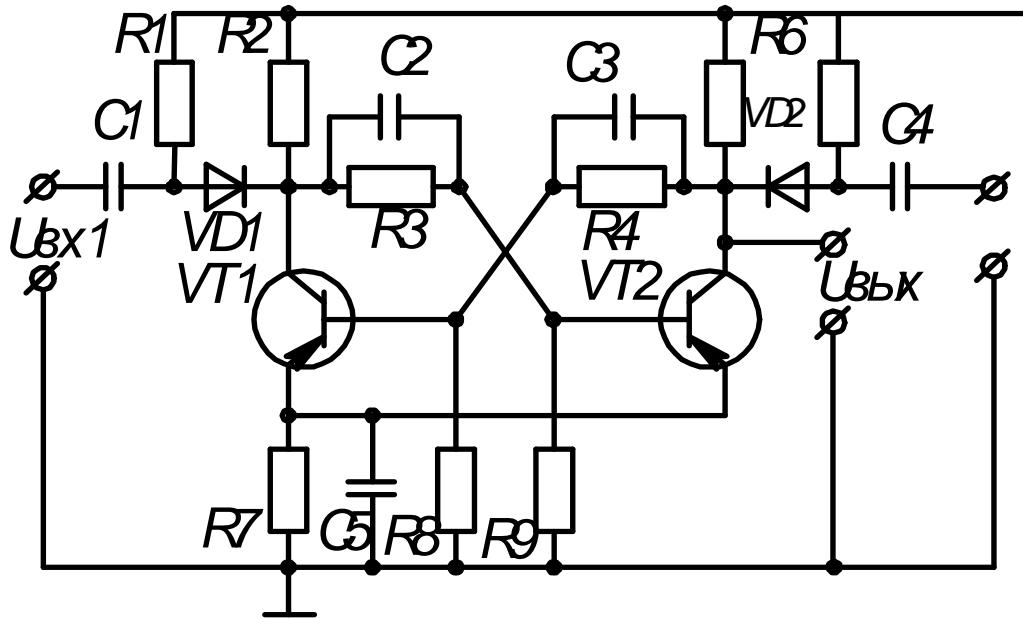 R1
R2
R6
C2
C3
C1
VD2
C4
R3
R4
VD1
Uвх1
VT1
VT2
Uвых
R7
C5
R8
R9